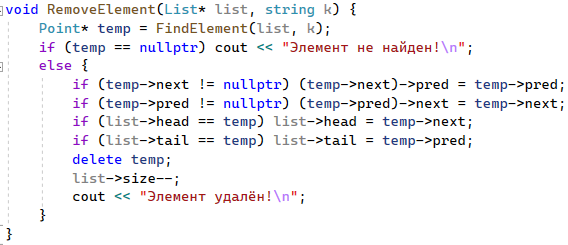 void RemoveElement(List* list, string k) {
    Point* temp = FindElement(list, k);
    if (temp == nullptr) cout << "Элемент не найден!\n";
    else {
        if (temp->next != nullptr) (temp->next)->pred = temp->pred;
        if (temp->pred != nullptr) (temp->pred)->next = temp->next;
        if (list->head == temp) list->head = temp->next;
        if (list->tail == temp) list->tail = temp->pred;
        delete temp;
        list->size--;
        cout << "Элемент удалён!\n";
    }
}